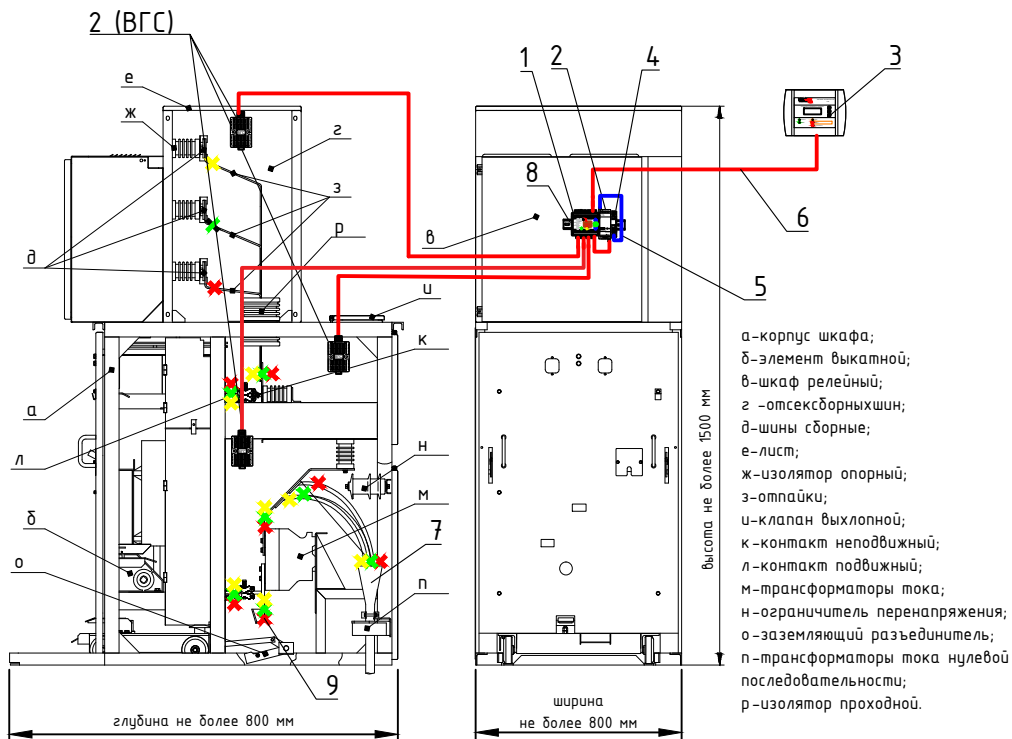 2 (ВГС)
1
2
4
3
е
ж
г
з
8
в
6
р
д
5
и
к
а
л
н
м
б
7
о
п
9
высота не более 1500 мм
глубина не более 800 мм
ширина
не более 800 мм
а-корпус шкафа;
б-элемент выкатной;
в-шкаф релейный;
г -отсексборныхшин;
д-шины сборные;
е-лист;
ж-изолятор опорный;
з-отпайки;
и-клапан выхлопной;
к-контакт неподвижный;
л-контакт подвижный;
м-трансформаторы тока;
н-ограничитель перенапряжения;
о-заземляющий разъединитель;
п-трансформаторы тока нулевой
последовательности;
р-изолятор проходной.